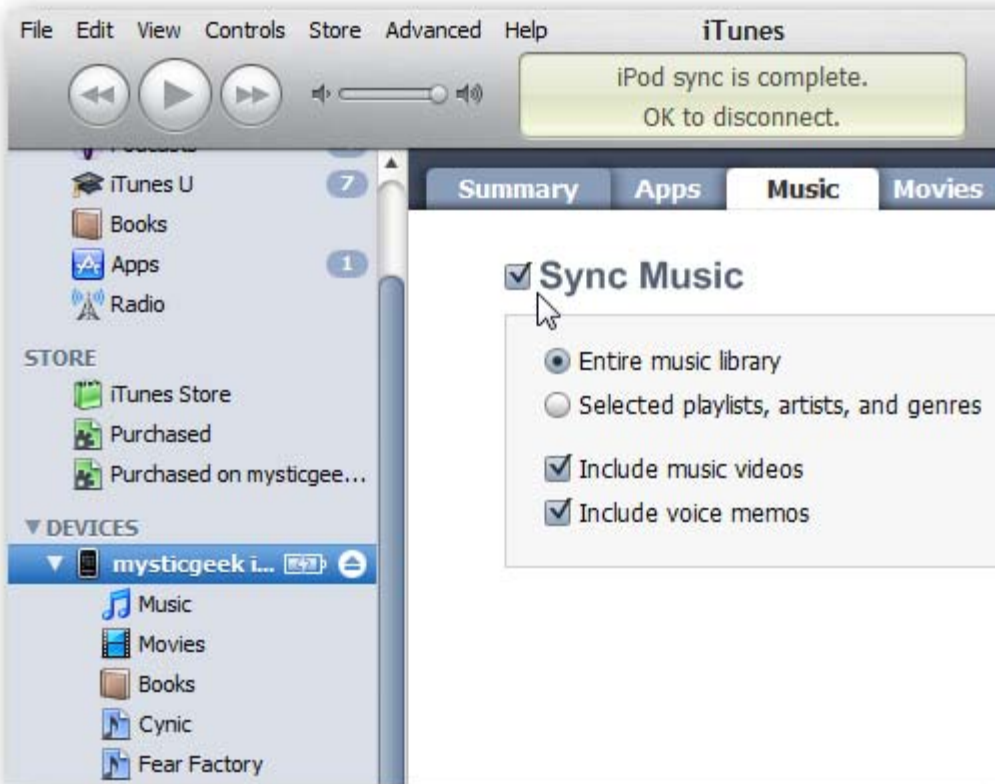 File Edit View Controls Store Advanced Help
iTunes
iPod sync is complete.
OK to disconnect.
Podcasts
iTunes U 7
Books
Apps 1
Radio
STORE
iTunes Store
Purchased
Purchased on mysticgee...
DEVICES
mysticgeek i...
Music
Movies
Books
Cynic
Fear Factory
Summary Apps Music Movies
Sync Music
Entire music library
Selected playlists, artists, and genres
Include music videos
Include voice memos